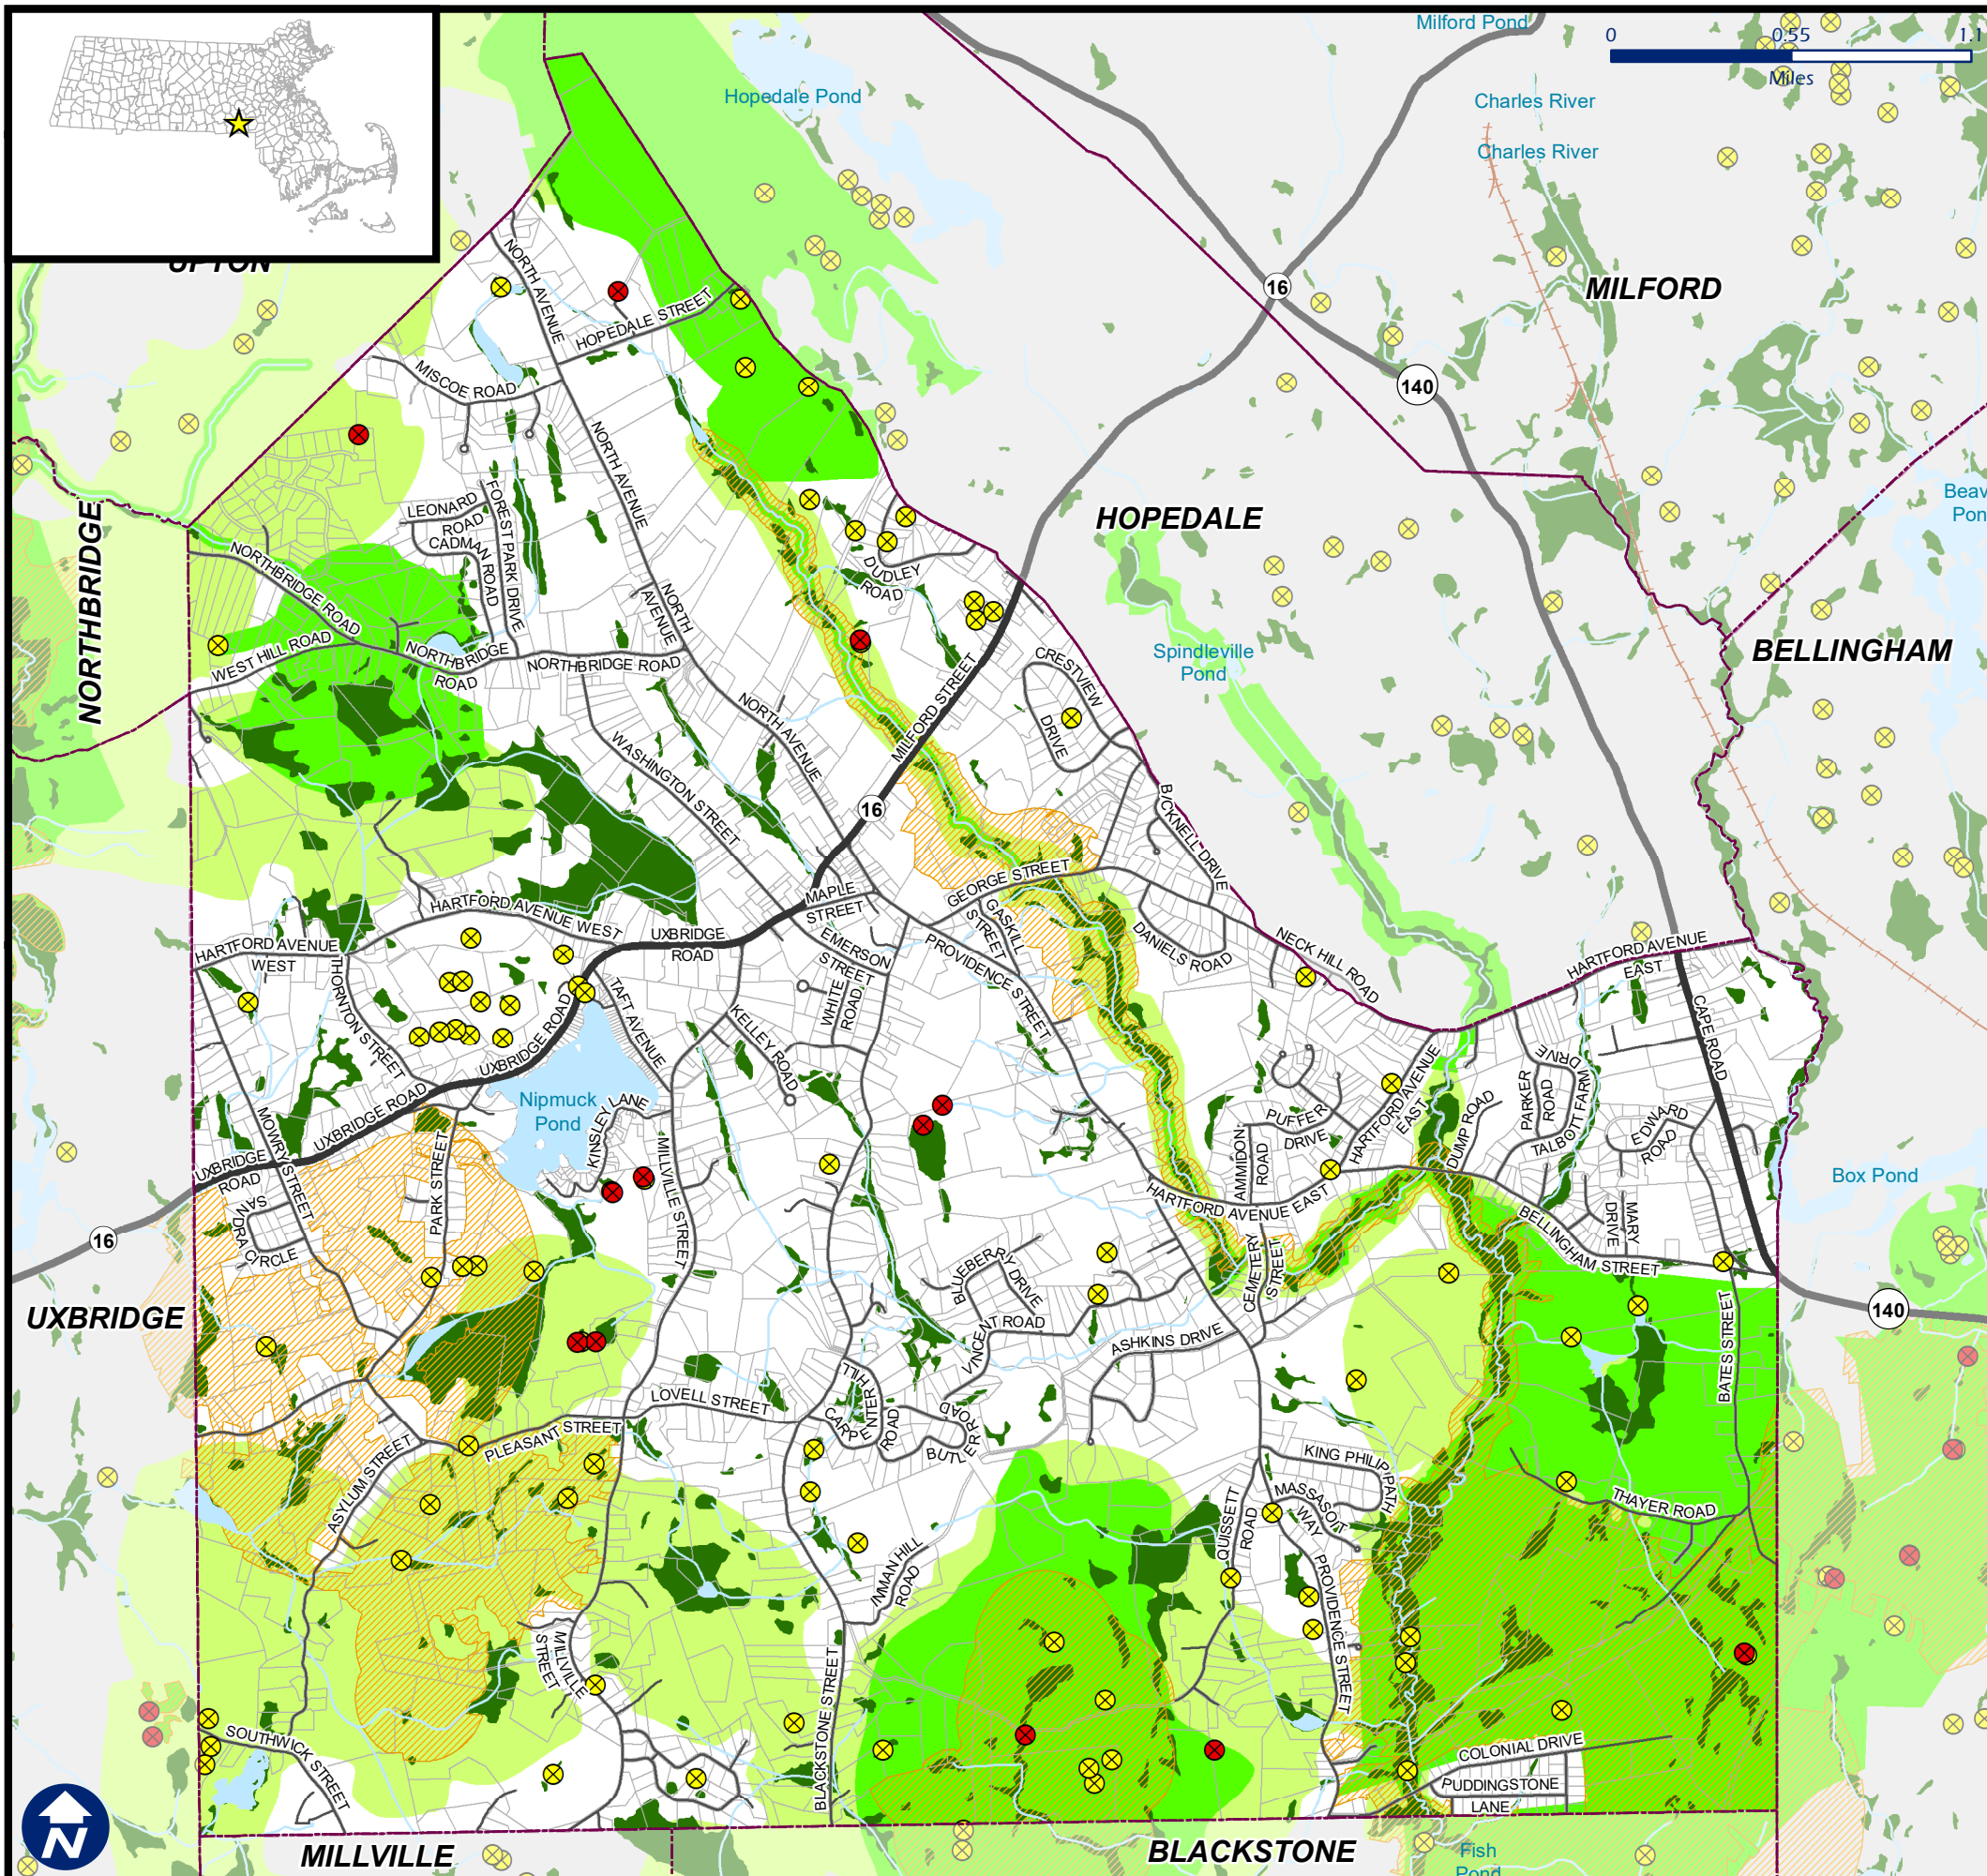 Milford Pond
0
0.55
1.1
Miles
Hopedale Pond
Charles River
Charles River
UPTON
MILFORD
16
140
NORTH AVENUE
HOPEDALE STREET
MISCOE ROAD
NORTH AVENUE
LEONARD
ROAD
FOREST PARK DRIVE
CADMAN ROAD
HOPEDALE
Beav
Pon
NORTHBRIDGE
NORTHBRIDGE ROAD
DUDLEY
ROAD
NORTH
AVENUE
WEST HILL ROAD
NORTHBRIDGE
ROAD
NORTHBRIDGE ROAD
CRESTVIEW
DRIVE
Spindleville
Pond
BELLINGHAM
MILFORD STREET
NORTH AVENUE
WASHINGTON STREET
16
BICKNELL DRIVE
GEORGE STREET
MAPLE
STREET
HARTFORD AVENUE WEST
UXBRIDGE
ROAD
EMERSON
STREET
GASKILL
STREET
PROVIDENCE STREET
DANIELS ROAD
NECK HILL ROAD
HARTFORD AVENUE
EAST
HARTFORD AVENUE
WEST
THORNTON STREET
TAFT AVENUE
WHITE
ROAD
KELLEY ROAD
CAPE ROAD
UXBRIDGE ROAD
UXBRIDGE ROAD
Nipmuck
Pond
KINSLEY LANE
MILLVILLE STREET
MOWRY STREET
PARK STREET
UXBRIDGE
ROAD
SANDRA CIRCLE
PUFFER
DRIVE
AMMIDON
ROAD
HARTFORD AVENUE
EAST
DUMP ROAD
PARKER
ROAD
TALBOTT FARM
DRIVE
EDWARD
ROAD
Box Pond
HARTFORD AVENUE EAST
MARY
DRIVE
BELLINGHAM STREET
16
UXBRIDGE
BLUEBERRY DRIVE
VINCENT ROAD
CEMETERY
STREET
ASHKINS DRIVE
BATES STREET
140
LOVELL STREET
CARPENTER HILL
ROAD
BUTLER ROAD
PLEASANT STREET
ASYLUM STREET
KING PHILIP PATH
MASSASOIT
WAY
QUISSETT
ROAD
THAYER ROAD
INMAN HILL
ROAD
PROVIDENCE STREET
MILLVILLE
STREET
BLACKSTONE STREET
SOUTHWICK STREET
COLONIAL DRIVE
PUDDINGSTONE
LANE
N
MILLVILLE
BLACKSTONE
Fish
Pond